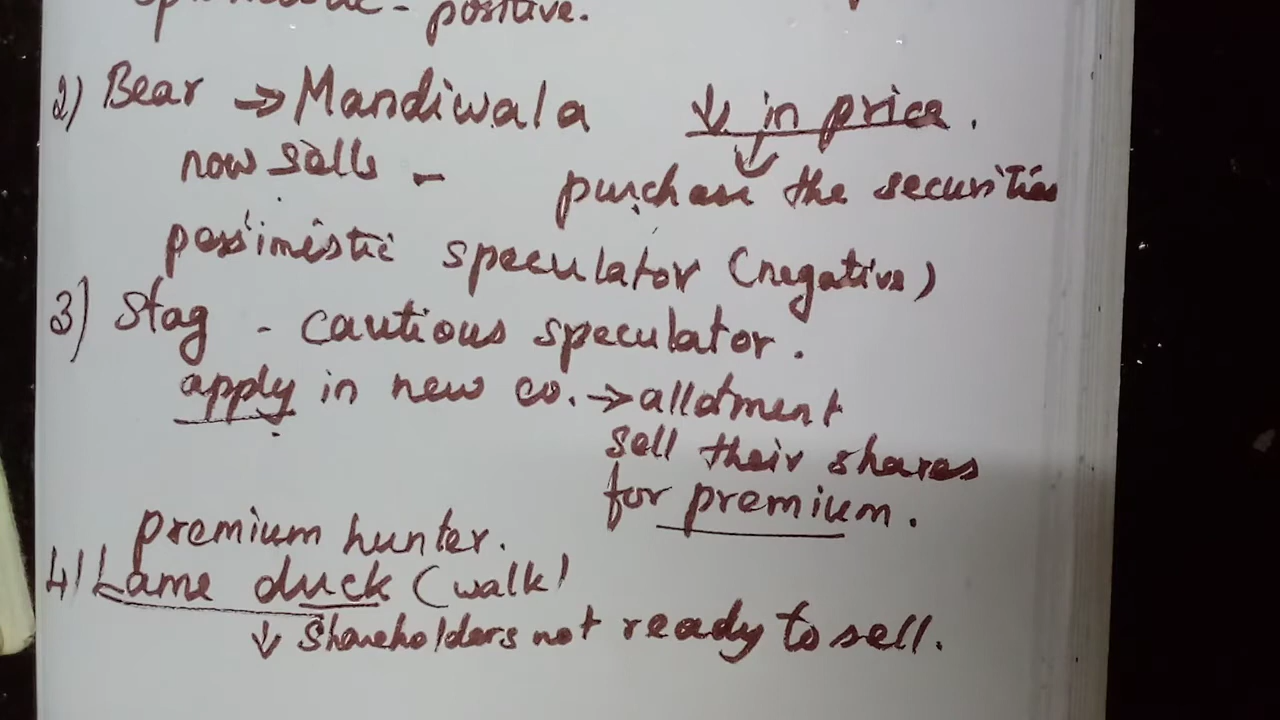 - positive.
2) Bear → Mandiwala ↓ in price.
↓
now sells - purchase the securities
pessimistic speculator (negative)
3) Stag - cautious speculator.
apply in new co. → allotment
sell their shares
for premium.
premium hunter.
4) Lame duck (walk)
↓ Shareholders not ready to sell.